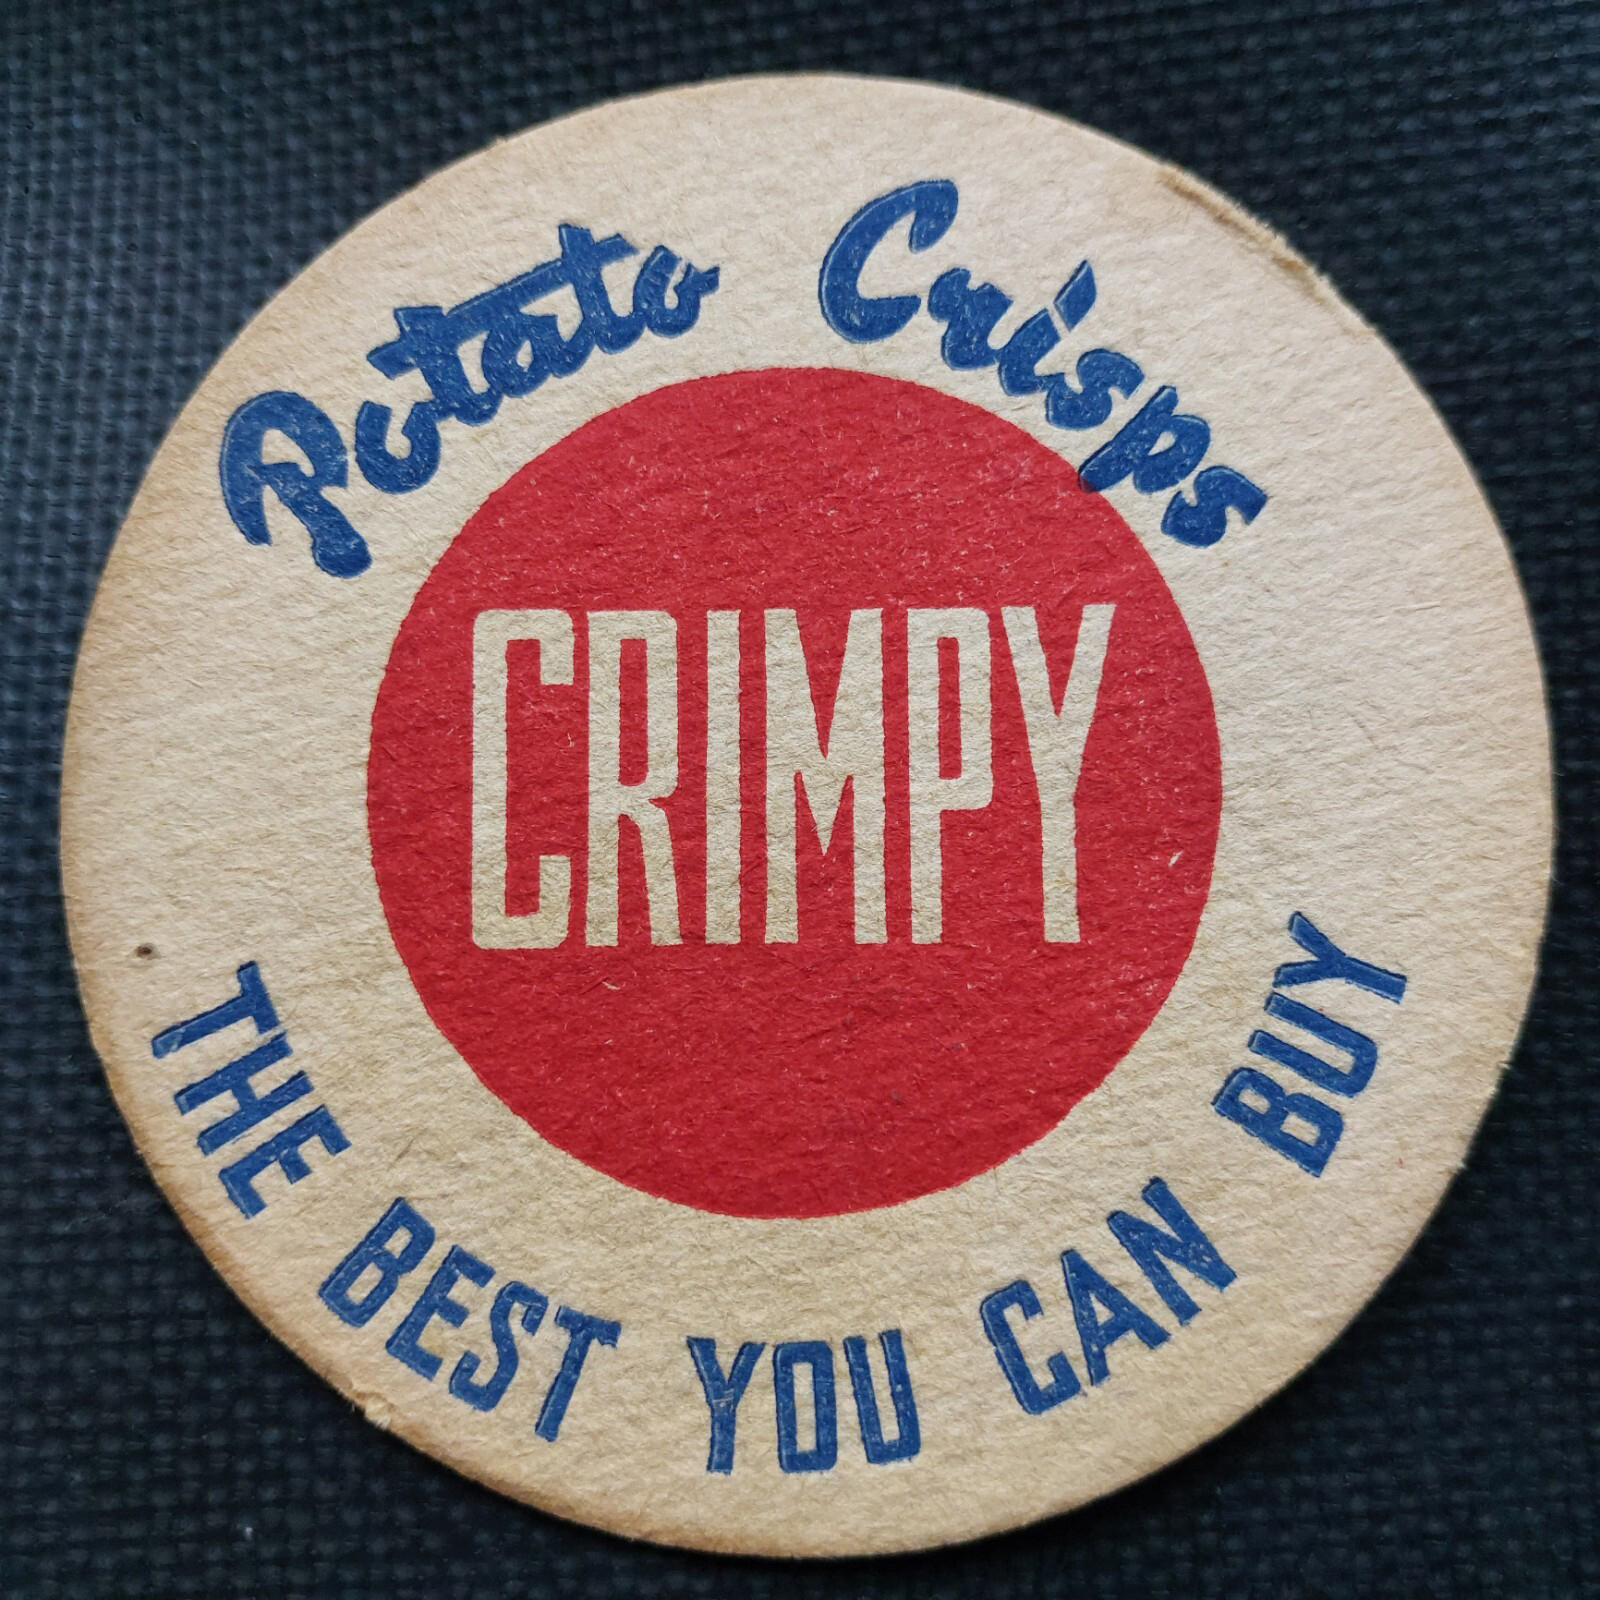 Potato Crisps
CRIMPY
THE BEST YOU CAN BUY